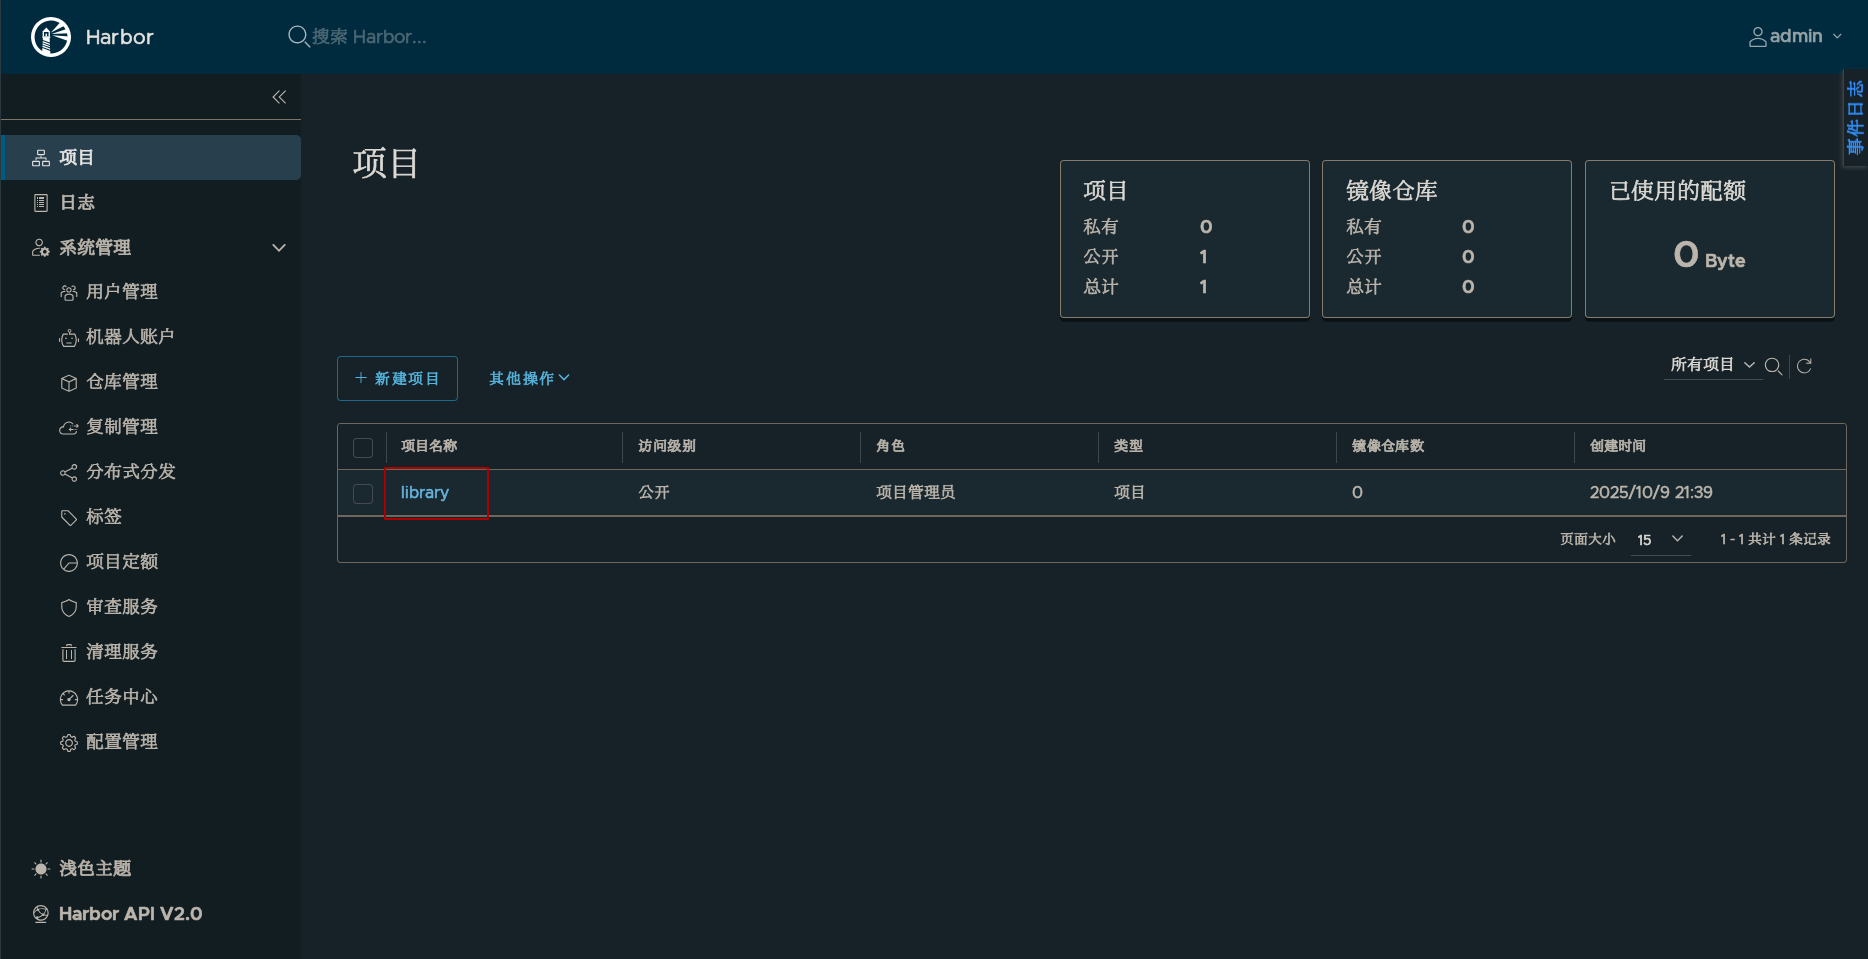 Harbor
搜索 Harbor...
admin
事件日志
项目
日志
系统管理
用户管理
机器人账户
仓库管理
复制管理
分布式分发
标签
项目定额
审查服务
清理服务
任务中心
配置管理
浅色主题
Harbor API V2.0
项目
项目
私有 0
公开 1
总计 1
镜像仓库
私有 0
公开 0
总计 0
已使用的配额
0 Byte
+ 新建项目
其他操作
所有项目
项目名称 访问级别 角色 类型 镜像仓库数 创建时间
library 公开 项目管理员 项目 0 2025/10/9 21:39
页面大小 15 1 - 1 共计 1 条记录